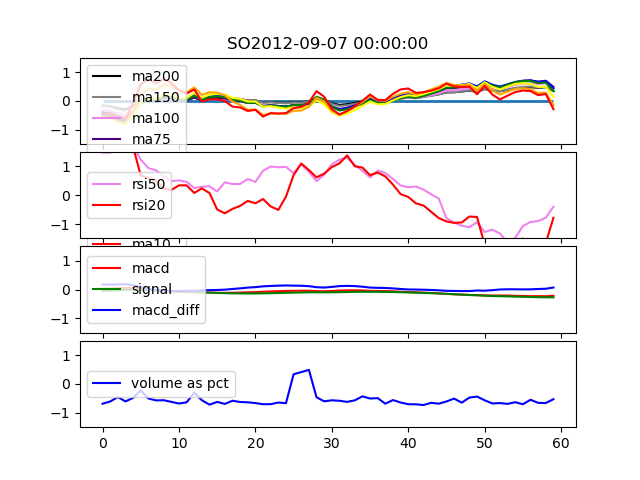 SO2012-09-07 00:00:00
1
0
−1
ma200
ma150
ma100
ma75
1
0
−1
rsi50
rsi20
ma10
1
0
−1
macd
signal
macd_diff
1
0
−1
volume as pct
0 10 20 30 40 50 60